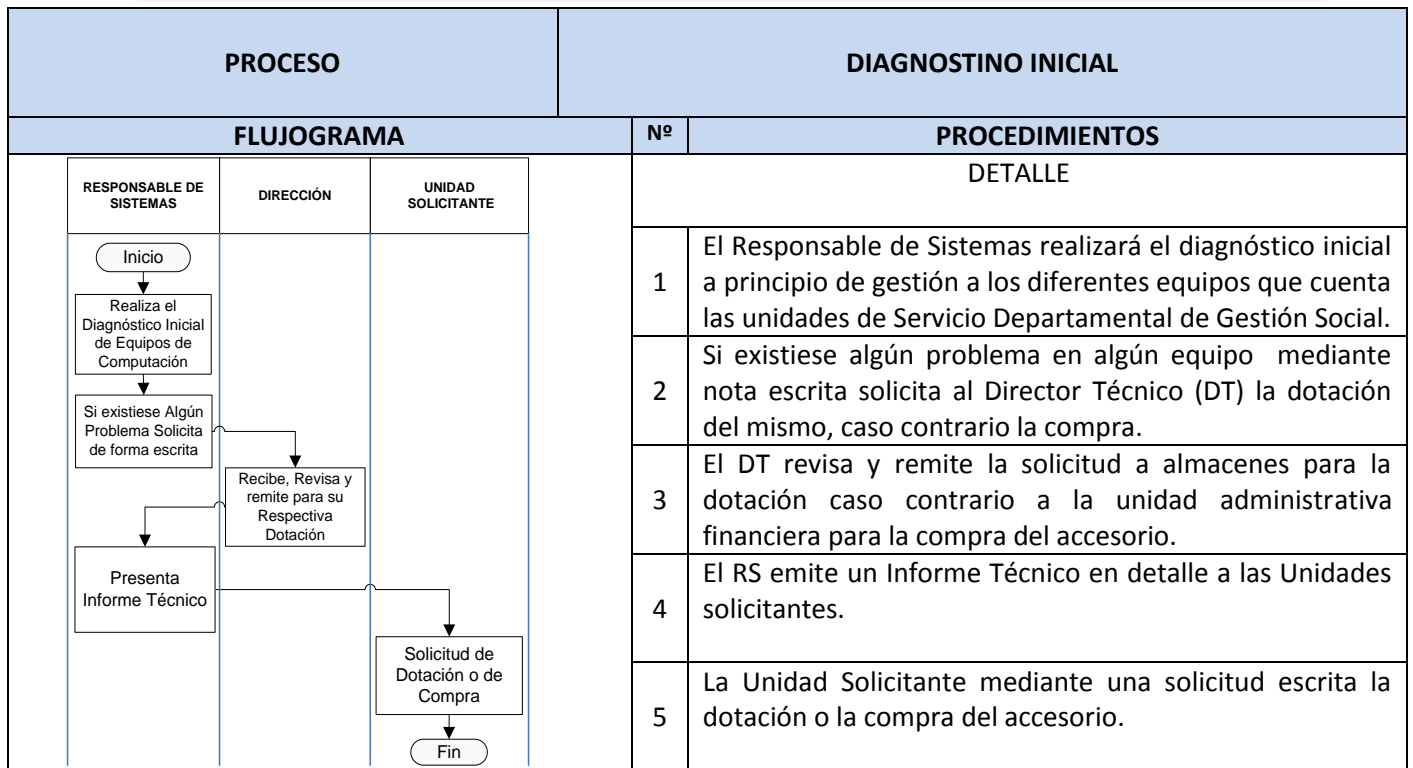 PROCESO
DIAGNOSTINO INICIAL
FLUJOGRAMA
Nº
PROCEDIMIENTOS
RESPONSABLE DE
SISTEMAS
DIRECCIÓN
UNIDAD
SOLICITANTE
Inicio
Realiza el
Diagnóstico Inicial
de Equipos de
Computación
Si existiese Algún
Problema Solicita
de forma escrita
Recibe, Revisa y
remite para su
Respectiva
Dotación
Presenta
Informe Técnico
Solicitud de
Dotación o de
Compra
Fin
DETALLE
1
El Responsable de Sistemas realizará el diagnóstico inicial
a principio de gestión a los diferentes equipos que cuenta
las unidades de Servicio Departamental de Gestión Social.
2
Si existiese algún problema en algún equipo mediante
nota escrita solicita al Director Técnico (DT) la dotación
del mismo, caso contrario la compra.
3
El DT revisa y remite la solicitud a almacenes para la
dotación caso contrario a la unidad administrativa
financiera para la compra del accesorio.
4
El RS emite un Informe Técnico en detalle a las Unidades
solicitantes.
5
La Unidad Solicitante mediante una solicitud escrita la
dotación o la compra del accesorio.